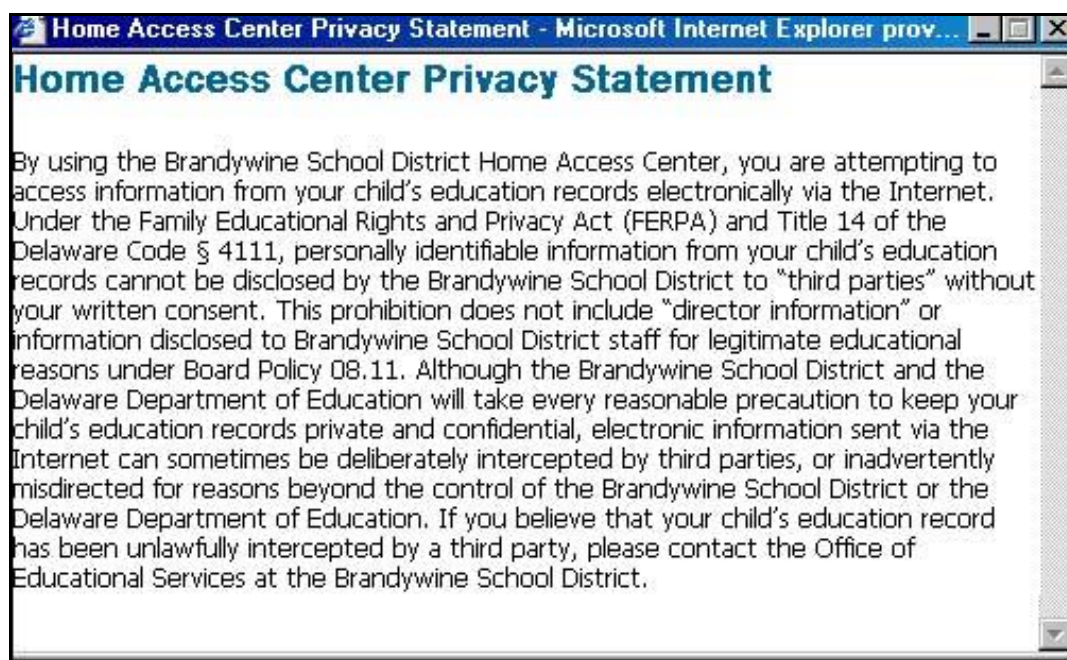 Home Access Center Privacy Statement - Microsoft Internet Explorer prov...
Home Access Center Privacy Statement
By using the Brandywine School District Home Access Center, you are attempting to
access information from your child's education records electronically via the Internet.
Under the Family Educational Rights and Privacy Act (FERPA) and Title 14 of the
Delaware Code § 4111, personally identifiable information from your child's education
records cannot be disclosed by the Brandywine School District to "third parties" without
your written consent. This prohibition does not include "director information" or
information disclosed to Brandywine School District staff for legitimate educational
reasons under Board Policy 08.11. Although the Brandywine School District and the
Delaware Department of Education will take every reasonable precaution to keep your
child's education records private and confidential, electronic information sent via the
Internet can sometimes be deliberately intercepted by third parties, or inadvertently
misdirected for reasons beyond the control of the Brandywine School District or the
Delaware Department of Education. If you believe that your child's education record
has been unlawfully intercepted by a third party, please contact the Office of
Educational Services at the Brandywine School District.